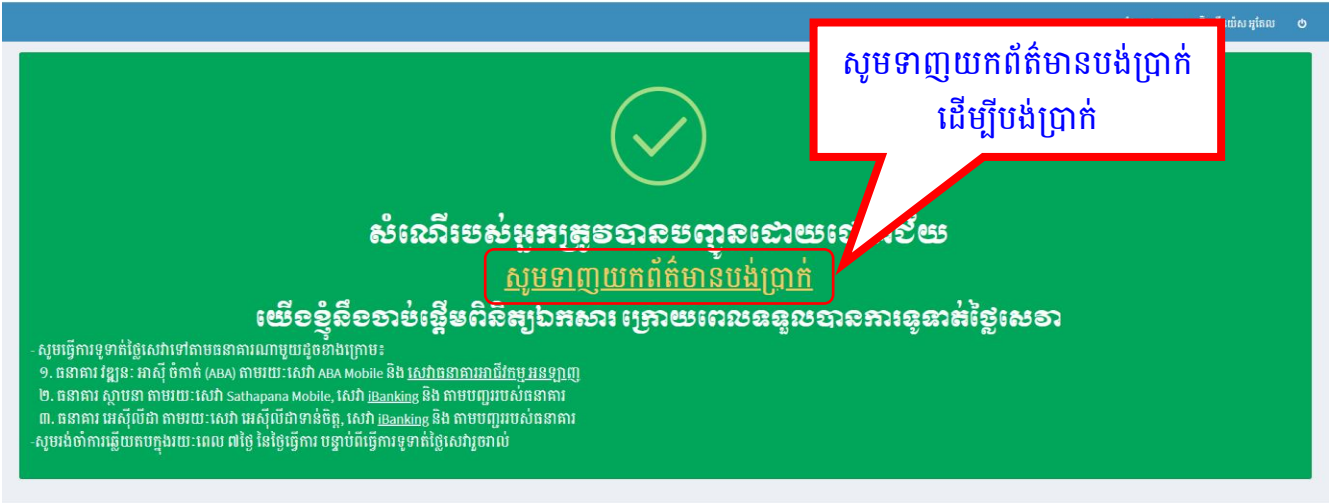 យ៉េស អូតែល
សូមទាញយកព័ត៌មានបង់ប្រាក់
ដើម្បីបង់ប្រាក់
សំណើរបស់អ្នកត្រូវបានបញ្ជូនដោយ
សូមទាញយកព័ត៌មានបង់ប្រាក់
យើងខ្ញុំនឹងចាប់ផ្តើមពិនិត្យឯកសារ ក្រោយពេលទទួលបានការទូទាត់ថ្លៃសេវា
- សូមធ្វើការទូទាត់ថ្លៃសេវាទៅតាមធនាគារណាមួយដូចខាងក្រោម៖
១. ធនាគារ វឌ្ឍនៈ អាស៊ី ចំកាត់ (ABA) តាមរយៈសេវា ABA Mobile និង សេវាធនាគារអាជីវកម្មអនឡាញ
២. ធនាគារ ស្ថាបនា តាមរយៈសេវា Sathapana Mobile, សេវា iBanking និង តាមបញ្ជររបស់ធនាគារ
៣. ធនាគារ អេស៊ីលីដា តាមរយៈសេវា អេស៊ីលីដាទាន់ចិត្ត, សេវា iBanking និង តាមបញ្ជររបស់ធនាគារ
-សូមរង់ចាំការឆ្លើយតបក្នុងរយៈពេល ៧ថ្ងៃ នៃថ្ងៃធ្វើការ បន្ទាប់ពីធ្វើការទូទាត់ថ្លៃសេវារួចរាល់